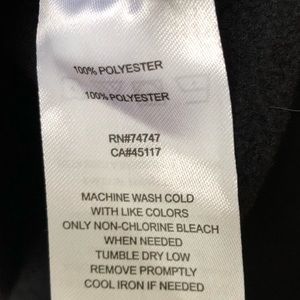 100% POLYESTER
100% POLYESTER
RN#74747
CA#45117
MACHINE WASH COLD
WITH LIKE COLORS
ONLY NON-CHLORINE BLEACH
WHEN NEEDED
TUMBLE DRY LOW
REMOVE PROMPTLY
COOL IRON IF NEEDED